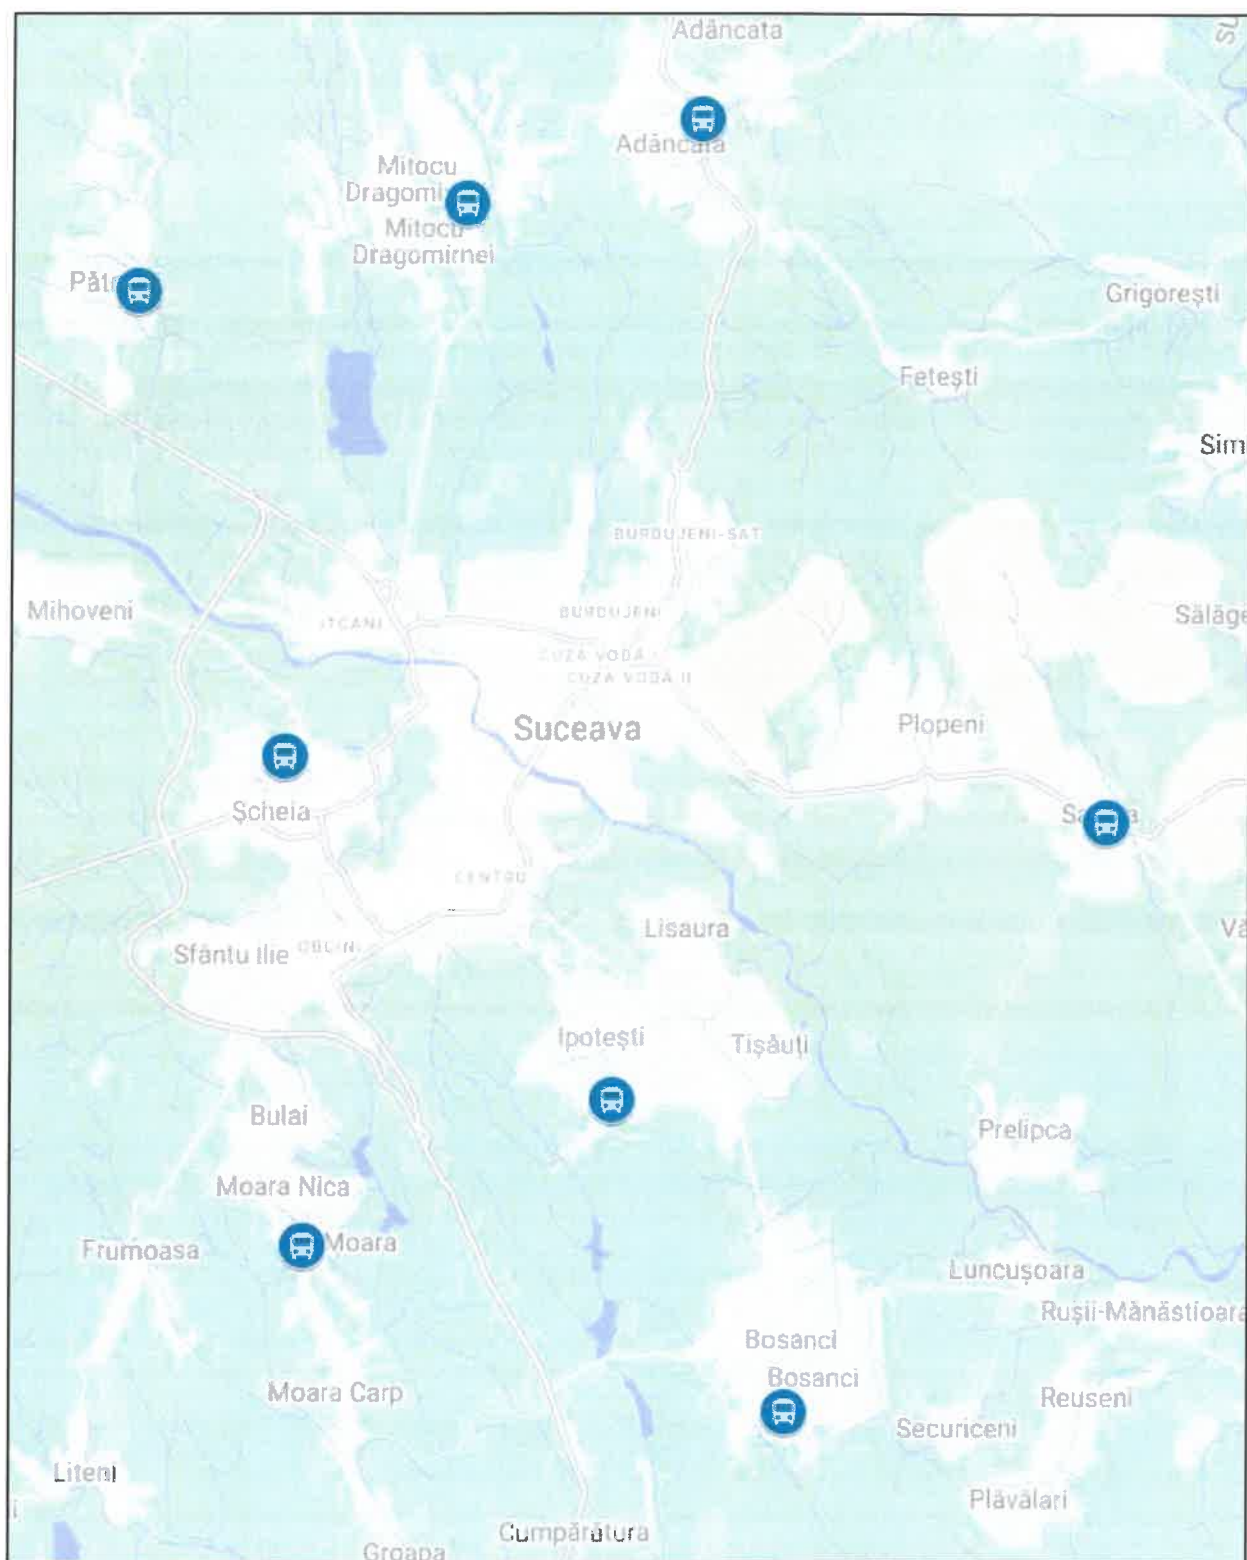 Adâncata
Adâncata
Mitocu
Mitocu
Dragomirnei
Grigorești
Fetești
BURDUJENI-SAT
Mihoveni
BURDUJENI
ITCANI
CUZA VODĂ
CUZA VODĂ II
Suceava
Plopeni
Șcheia
CENTRU
Lisaura
Sfântu Ilie
Ipotești
Tișăuți
Bulai
Prelipca
Moara Nica
Moara
Frumoasa
Luncușoara
Rușii-Mănăstioara
Bosanci
Bosanci
Moara Carp
Reuseni
Securiceni
Liteni
Plăvălari
Cumpărătura
Groapa